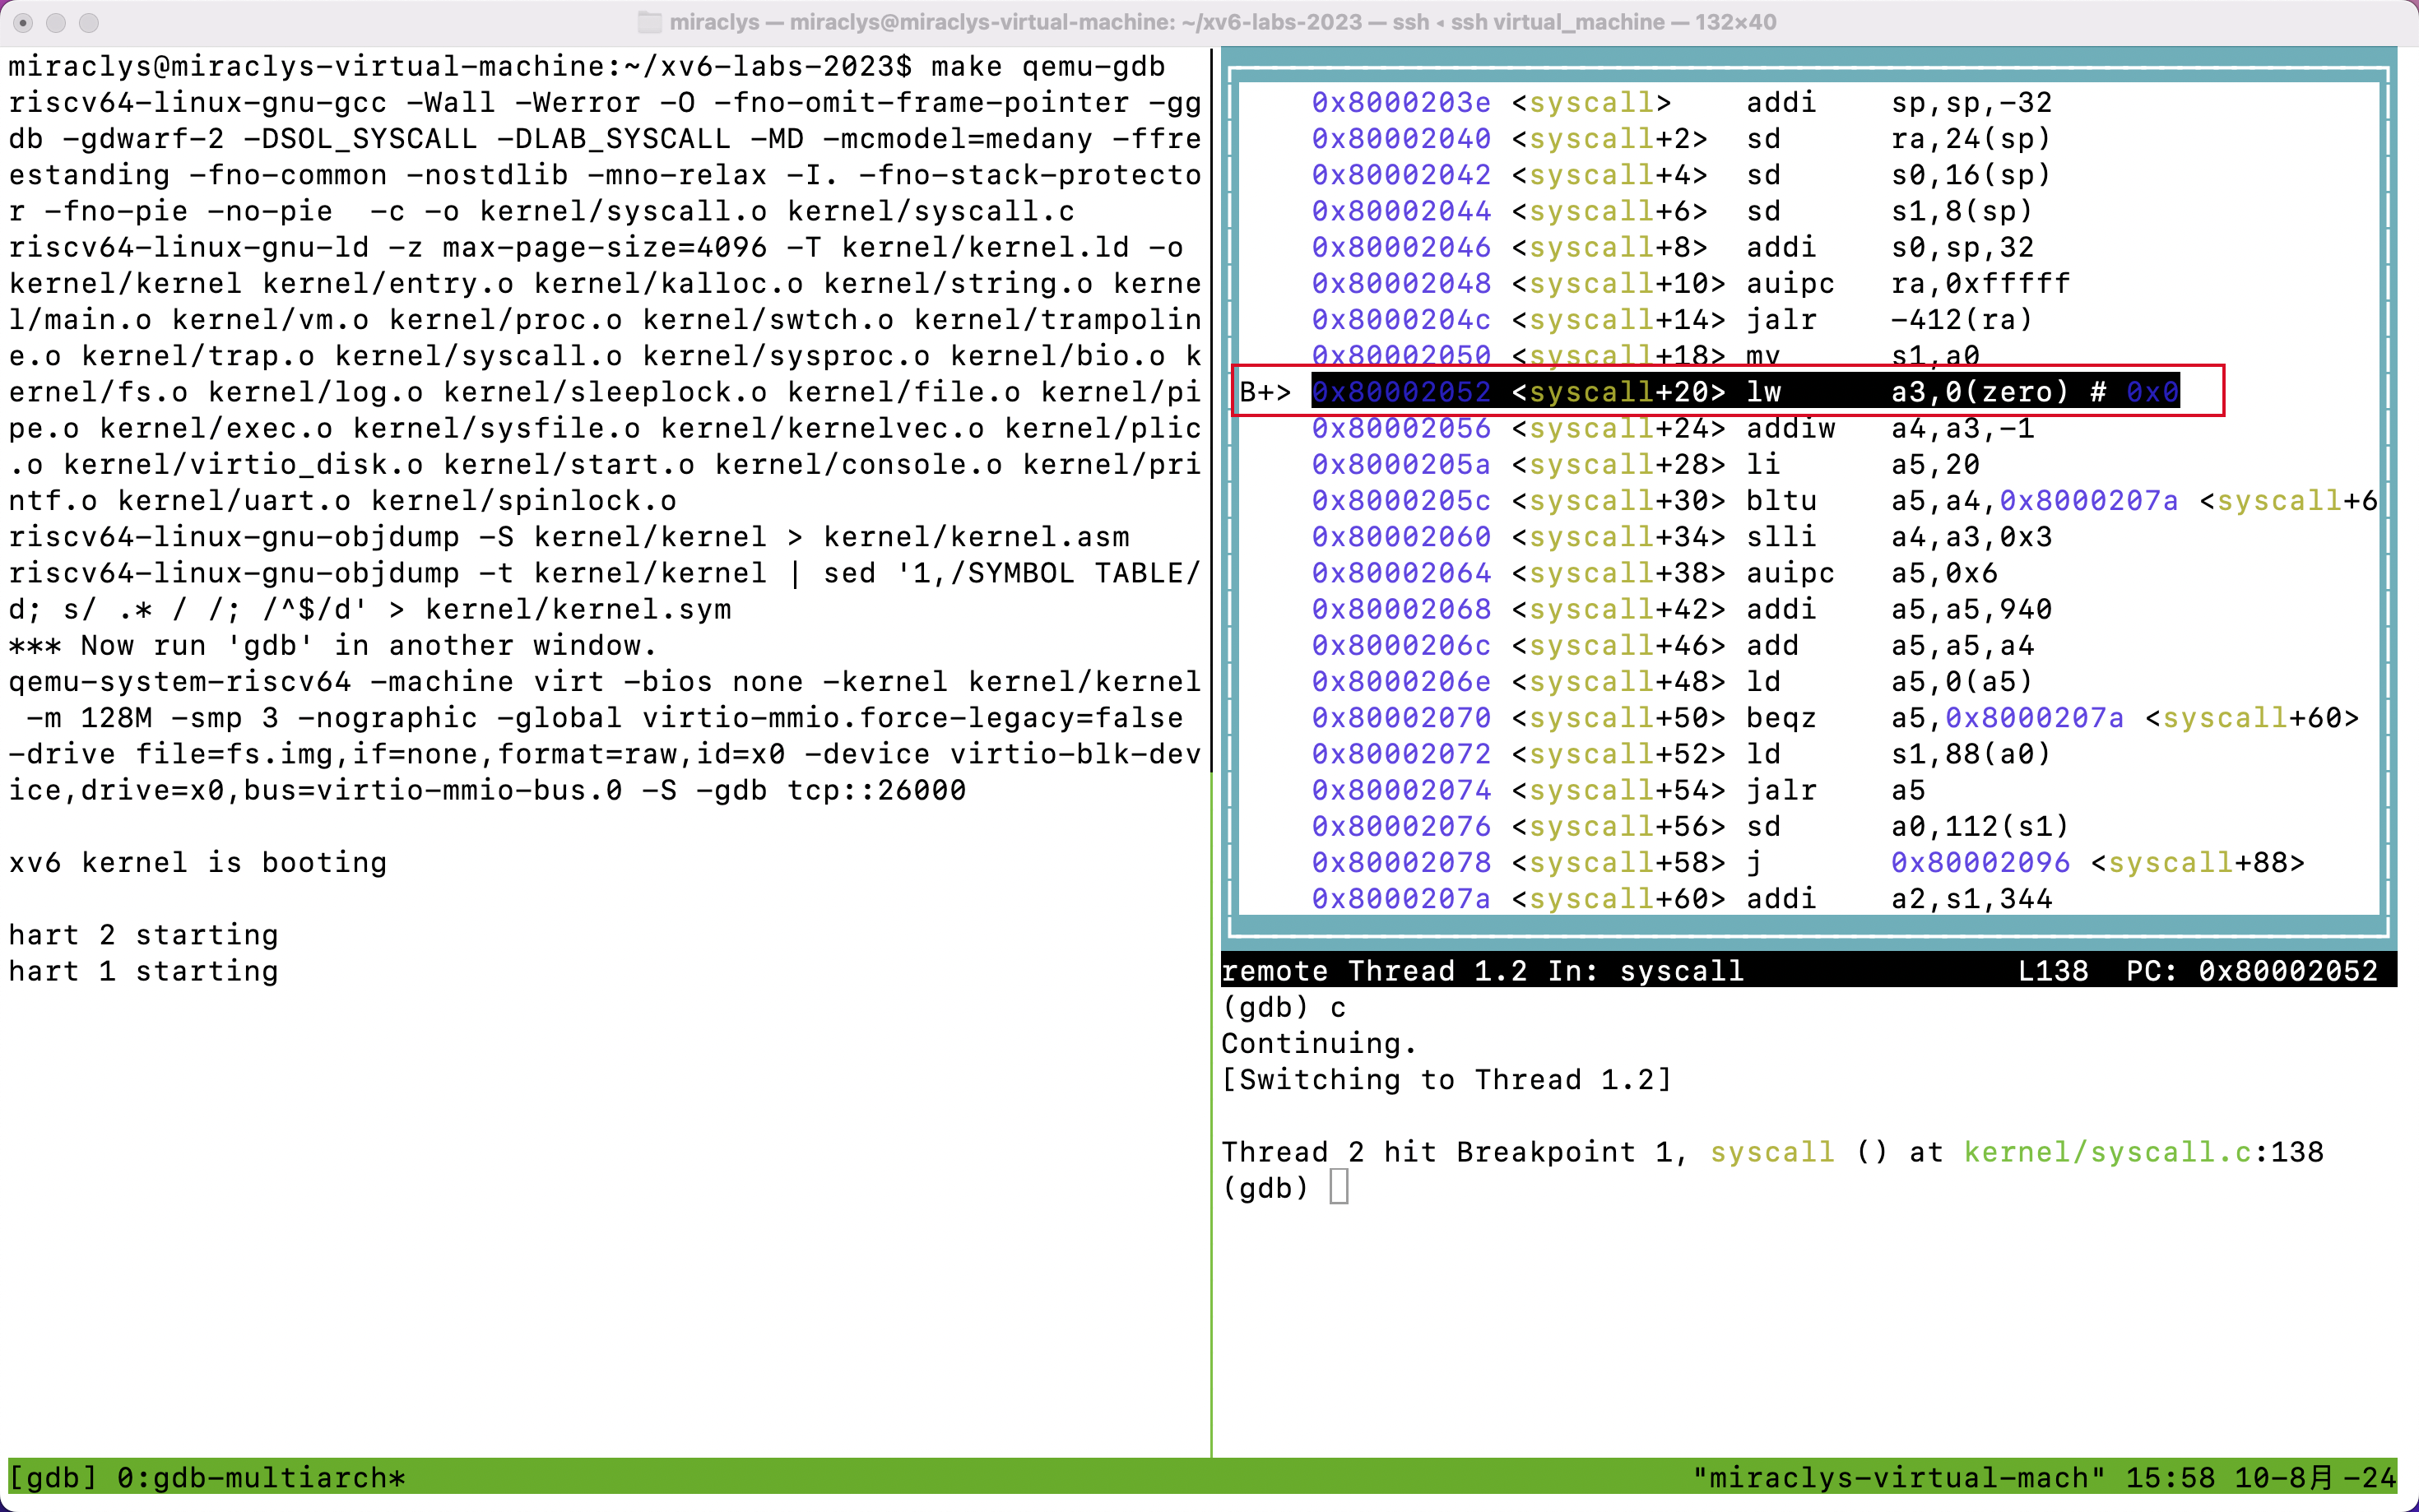 miraclys — miraclys@miraclys-virtual-machine: ~/xv6-labs-2023 — ssh ◂ ssh virtual_machine — 132×40
miraclys@miraclys-virtual-machine:~/xv6-labs-2023$ make qemu-gdb
riscv64-linux-gnu-gcc -Wall -Werror -O -fno-omit-frame-pointer -gg
db -gdwarf-2 -DSOL_SYSCALL -DLAB_SYSCALL -MD -mcmodel=medany -ffre
estanding -fno-common -nostdlib -mno-relax -I. -fno-stack-protecto
r -fno-pie -no-pie  -c -o kernel/syscall.o kernel/syscall.c
riscv64-linux-gnu-ld -z max-page-size=4096 -T kernel/kernel.ld -o
kernel/kernel kernel/entry.o kernel/kalloc.o kernel/string.o kerne
l/main.o kernel/vm.o kernel/proc.o kernel/swtch.o kernel/trampolin
e.o kernel/trap.o kernel/syscall.o kernel/sysproc.o kernel/bio.o k
ernel/fs.o kernel/log.o kernel/sleeplock.o kernel/file.o kernel/pi
pe.o kernel/exec.o kernel/sysfile.o kernel/kernelvec.o kernel/plic
.o kernel/virtio_disk.o kernel/start.o kernel/console.o kernel/pri
ntf.o kernel/uart.o kernel/spinlock.o
riscv64-linux-gnu-objdump -S kernel/kernel > kernel/kernel.asm
riscv64-linux-gnu-objdump -t kernel/kernel | sed '1,/SYMBOL TABLE/
d; s/ .* / /; /^$/d' > kernel/kernel.sym
*** Now run 'gdb' in another window.
qemu-system-riscv64 -machine virt -bios none -kernel kernel/kernel
 -m 128M -smp 3 -nographic -global virtio-mmio.force-legacy=false
-drive file=fs.img,if=none,format=raw,id=x0 -device virtio-blk-dev
ice,drive=x0,bus=virtio-mmio-bus.0 -S -gdb tcp::26000
xv6 kernel is booting
hart 2 starting
hart 1 starting
0x8000203e <syscall>    addi    sp,sp,-32
0x80002040 <syscall+2>  sd      ra,24(sp)
0x80002042 <syscall+4>  sd      s0,16(sp)
0x80002044 <syscall+6>  sd      s1,8(sp)
0x80002046 <syscall+8>  addi    s0,sp,32
0x80002048 <syscall+10> auipc   ra,0xfffff
0x8000204c <syscall+14> jalr    -412(ra)
0x80002050 <syscall+18> mv      s1,a0
B+> 0x80002052 <syscall+20> lw      a3,0(zero) # 0x0
0x80002056 <syscall+24> addiw   a4,a3,-1
0x8000205a <syscall+28> li      a5,20
0x8000205c <syscall+30> bltu    a5,a4,0x8000207a <syscall+6
0x80002060 <syscall+34> slli    a4,a3,0x3
0x80002064 <syscall+38> auipc   a5,0x6
0x80002068 <syscall+42> addi    a5,a5,940
0x8000206c <syscall+46> add     a5,a5,a4
0x8000206e <syscall+48> ld      a5,0(a5)
0x80002070 <syscall+50> beqz    a5,0x8000207a <syscall+60>
0x80002072 <syscall+52> ld      s1,88(a0)
0x80002074 <syscall+54> jalr    a5
0x80002076 <syscall+56> sd      a0,112(s1)
0x80002078 <syscall+58> j       0x80002096 <syscall+88>
0x8000207a <syscall+60> addi    a2,s1,344
remote Thread 1.2 In: syscall    L138  PC: 0x80002052
(gdb) c
Continuing.
[Switching to Thread 1.2]
Thread 2 hit Breakpoint 1, syscall () at kernel/syscall.c:138
(gdb)
[gdb] 0:gdb-multiarch*    "miraclys-virtual-mach" 15:58 10-8月-24